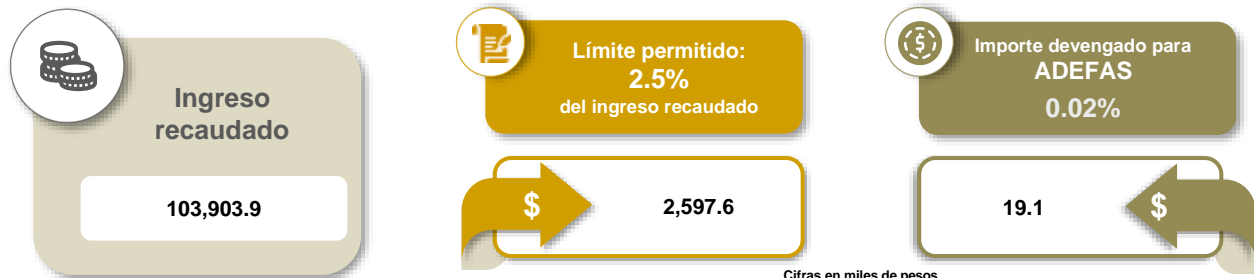 Ingreso
recaudado
103,903.9
Límite permitido:
2.5%
del ingreso recaudado
$
2,597.6
Importe devengado para
ADEFAS
0.02%
19.1
$
Cifras en miles de pesos